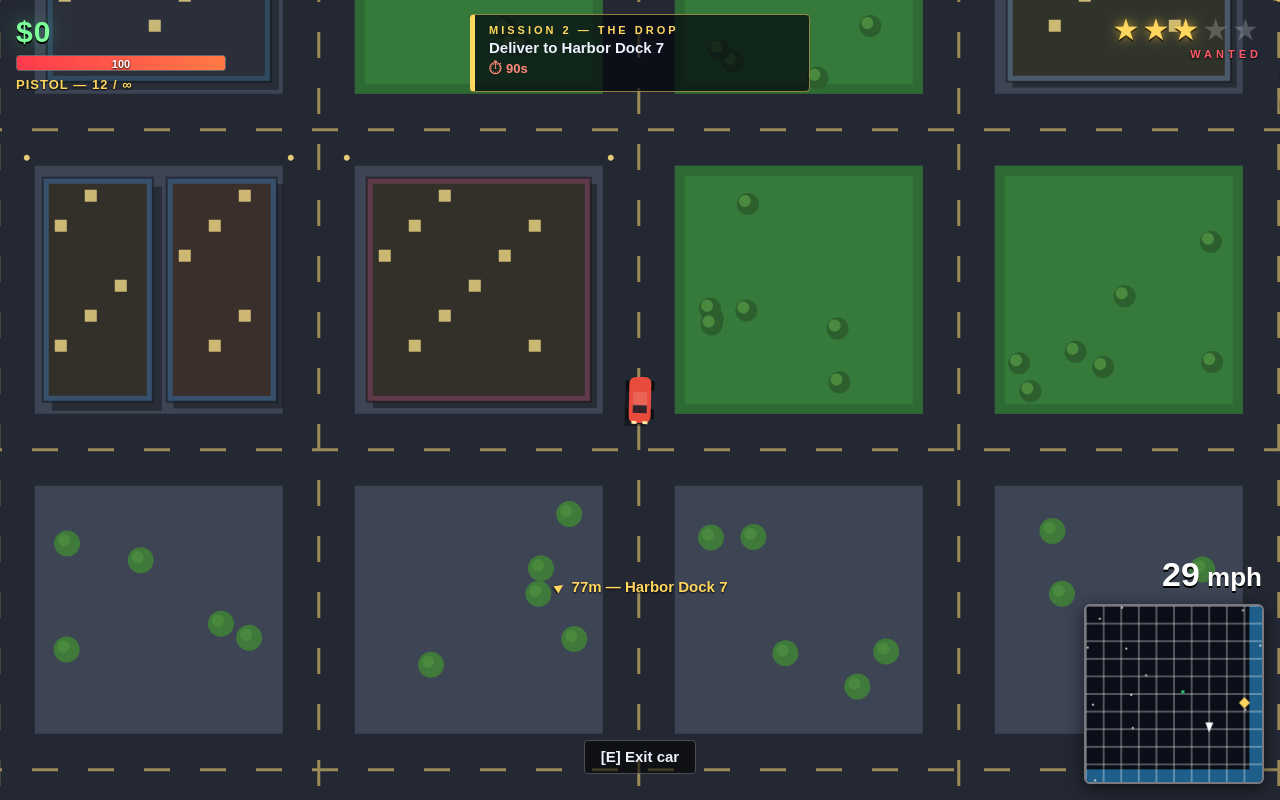 $0
100
PISTOL — 12 / ∞
MISSION 2 — THE DROP
Deliver to Harbor Dock 7
⏱ 90s
★★★★★
WANTED
▼ 77m — Harbor Dock 7
29 mph
[E] Exit car